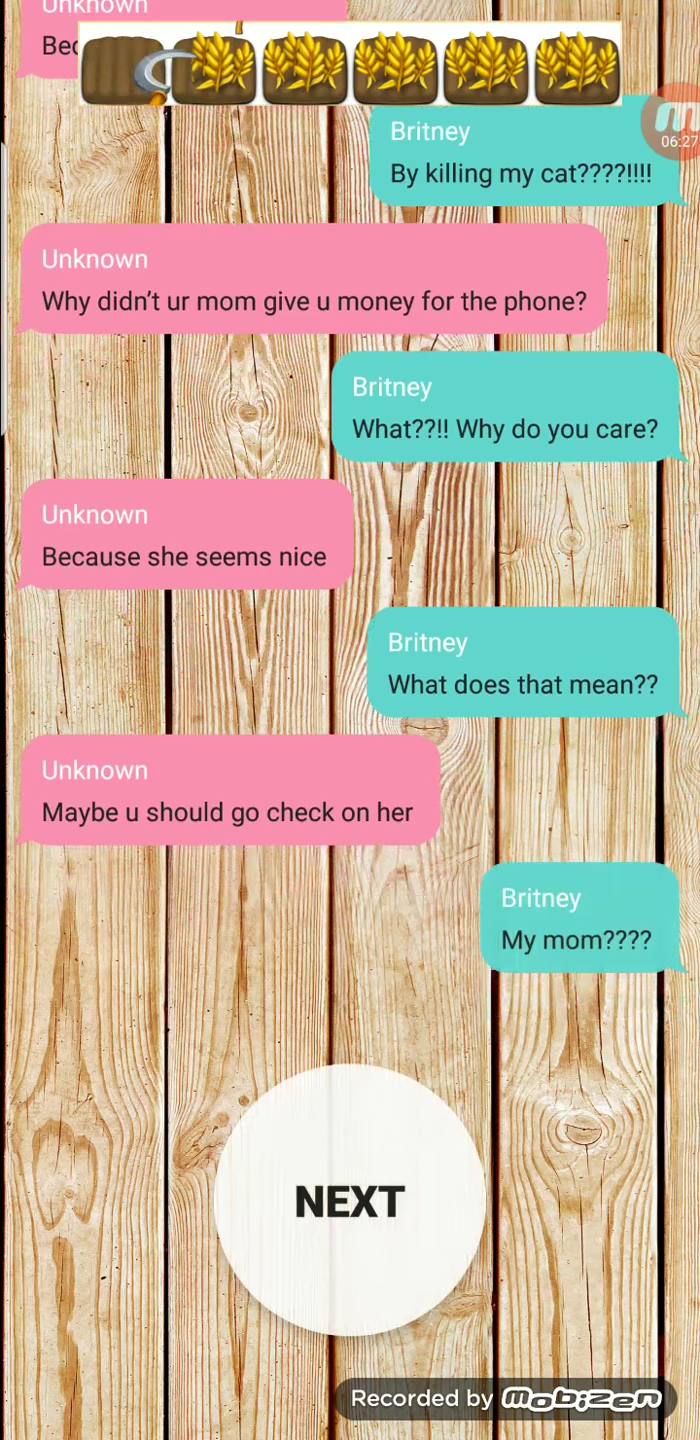 Unknown
Britney
06:27
By killing my cat????!!!!
Unknown
Why didn’t ur mom give u money for the phone?
Britney
What??!! Why do you care?
Unknown
Because she seems nice
Britney
What does that mean??
Unknown
Maybe u should go check on her
Britney
My mom????
NEXT
Recorded by mobizen